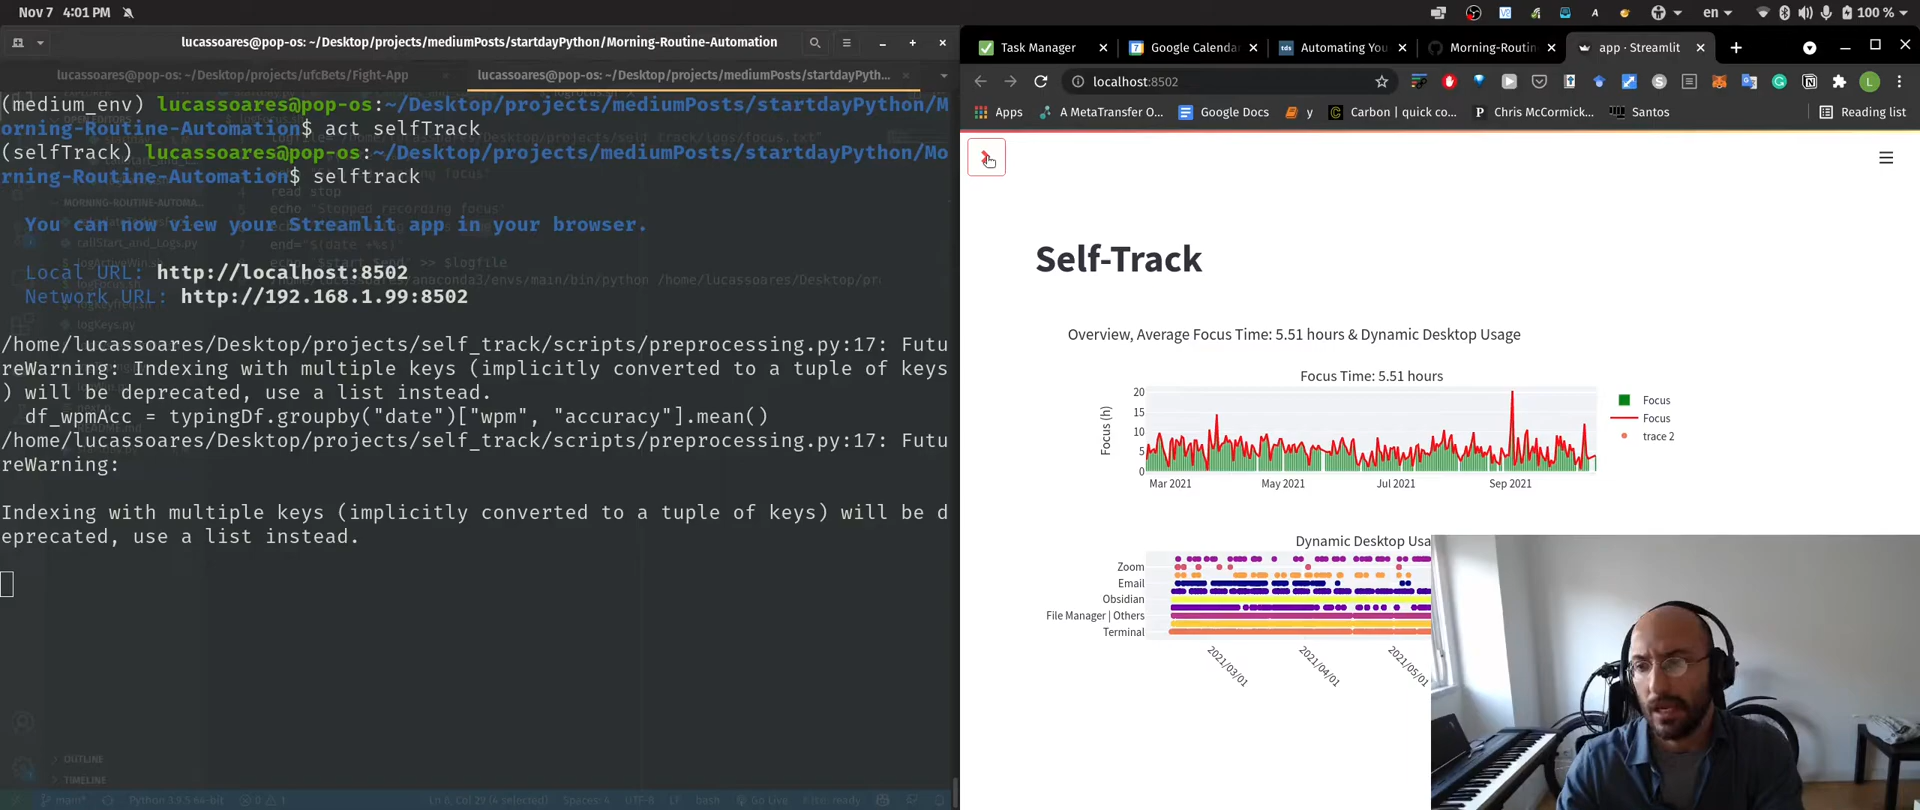 Nov 7 4:01 PM
en
100 %
lucassoares@pop-os: ~/Desktop/projects/mediumPosts/startdayPython/Morning-Routine-Automation
lucassoares@pop-os: ~/Desktop/projects/ufcBets/Fight-App
lucassoares@pop-os: ~/Desktop/projects/mediumPosts/startdayPyth...
(medium_env) lucassoares@pop-os:~/Desktop/projects/mediumPosts/startdayPython/M
orning-Routine-Automation$ act selfTrack
(selfTrack) lucassoares@pop-os:~/Desktop/projects/mediumPosts/startdayPython/Mo
rning-Routine-Automation$ selftrack
You can now view your Streamlit app in your browser.
Local URL: http://localhost:8502
Network URL: http://192.168.1.99:8502
/home/lucassoares/Desktop/projects/self_track/scripts/preprocessing.py:17: Futu
reWarning: Indexing with multiple keys (implicitly converted to a tuple of keys
) will be deprecated, use a list instead.
df_wpmAcc = typingDf.groupby("date")["wpm", "accuracy"].mean()
/home/lucassoares/Desktop/projects/self_track/scripts/preprocessing.py:17: Futu
reWarning:
Indexing with multiple keys (implicitly converted to a tuple of keys) will be d
eprecated, use a list instead.
OUTLINE
TIMELINE
Task Manager
Google Calenda
Automating You
Morning-Routin
app · Streamlit
localhost:8502
Apps
A MetaTransfer O...
Google Docs
y
Carbon | quick co...
Chris McCormick...
Santos
Reading list
Self-Track
Overview, Average Focus Time: 5.51 hours & Dynamic Desktop Usage
Focus Time: 5.51 hours
Focus (h)
20
15
10
5
0
Mar 2021
May 2021
Jul 2021
Sep 2021
Focus
Focus
trace 2
Dynamic Desktop Usa
Zoom
Email
Obsidian
File Manager | Others
Terminal
2021/03/01
2021/04/01
2021/05/01